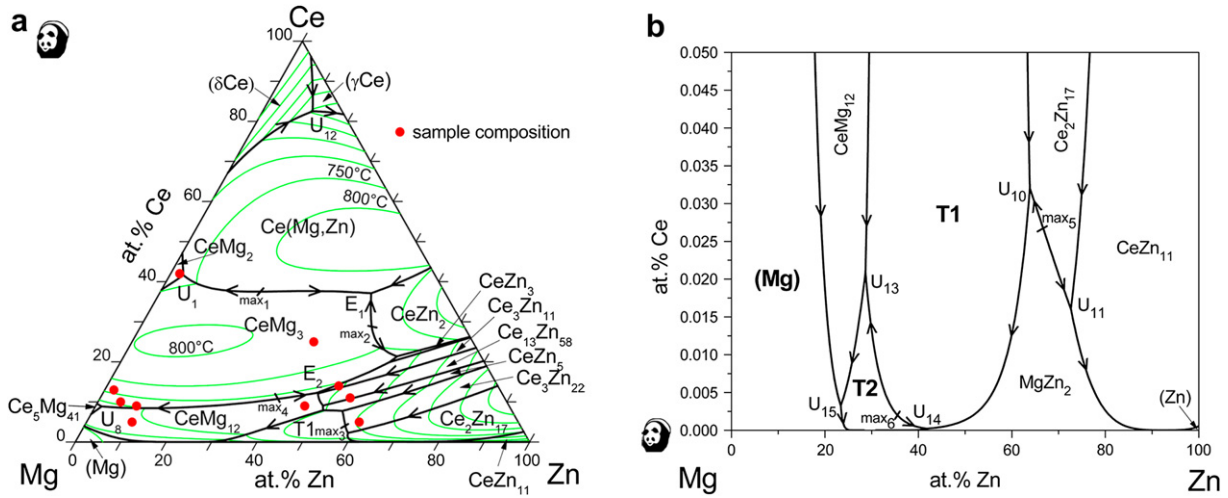 a
Ce
100
(δCe)
(γCe)
80
U12
sample composition
750°C
800°C
60
at.% Ce
Ce(Mg,Zn)
CeMg2
40
U1
max1
E1
CeZn3
Ce3Zn11
CeZn2
Ce13Zn58
CeMg3
max2
CeZn5
800°C
Ce3Zn22
20
E2
Ce5Mg41
max4
U8
CeMg12
T1
max3
Ce2Zn17
0
(Mg)
0 20 40 60 80 100
Mg
at.% Zn
CeZn11
Zn
b
0.050
0.045
0.040
0.035
0.030
0.025
0.020
0.015
0.010
0.005
0.000
at.% Ce
CeMg12
Ce2Zn17
U10
T1
max5
CeZn11
(Mg)
U13
U11
T2
MgZn2
U15
max6
U14
(Zn)
0 20 40 60 80 100
Mg
at.% Zn
Zn